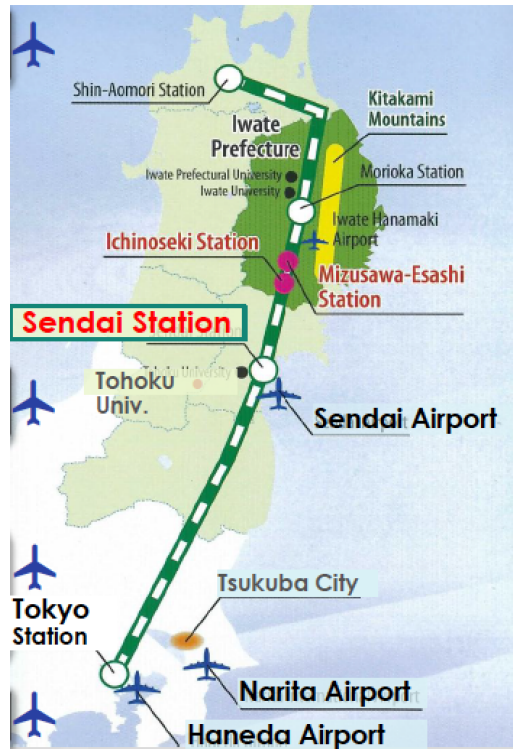 Shin-Aomori Station
Kitakami
Mountains
Iwate
Prefecture
Iwate Prefectural University
Iwate University
Morioka Station
Iwate Hanamaki
Airport
Ichinoseki Station
Mizusawa-Esashi
Station
Sendai Station
Tohoku
Univ.
Sendai Airport
Tsukuba City
Tokyo
Station
Narita Airport
Haneda Airport